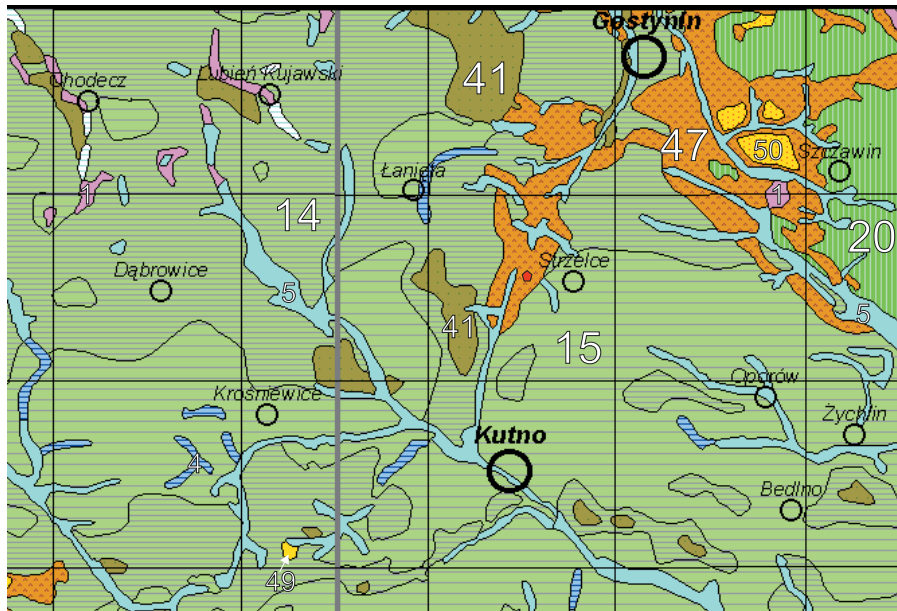 Gostynin
Chodecz
Lubień Kujawski
41
47
50
Szczawin
Łanięta
1
1
14
20
Dąbrowice
Strzelce
5
5
41
15
Krośniewice
Oporów
Żychlin
Kutno
4
Bedlno
49